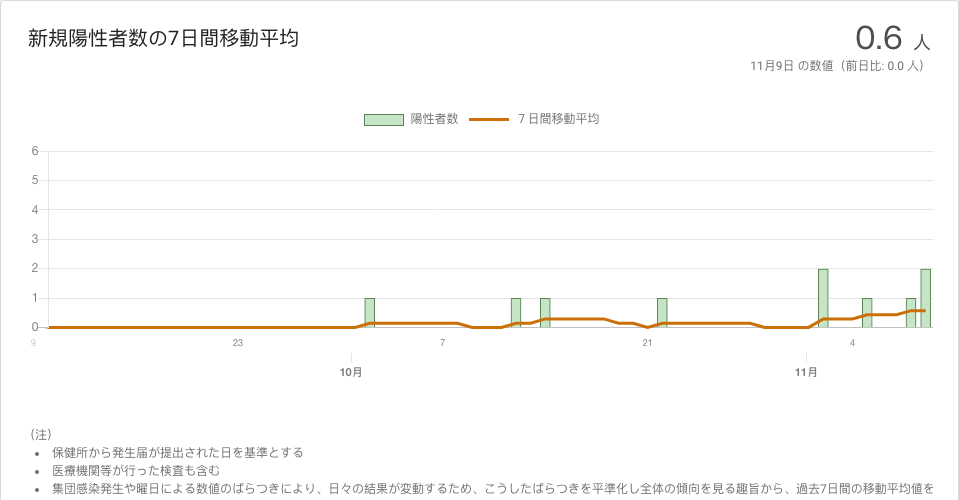 新規陽性者数の7日間移動平均
0.6 人
11月9日 の数値（前日比: 0.0 人）
陽性者数 7 日間移動平均
6
5
4
3
2
1
0
9 23 7 21 4
10月 11月
（注）
• 保健所から発生届が提出された日を基準とする
• 医療機関等が行った検査も含む
• 集団感染発生や曜日による数値のばらつきにより、日々の結果が変動するため、こうしたばらつきを平準化し全体の傾向を見る趣旨から、過去7日間の移動平均値を